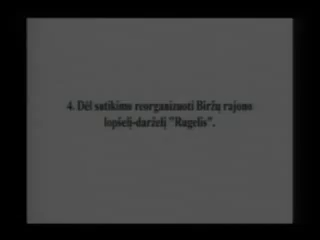 4. Dėl sutikimo reorganizuoti Biržų rajono
lopšelį-darželį "Ragelis".